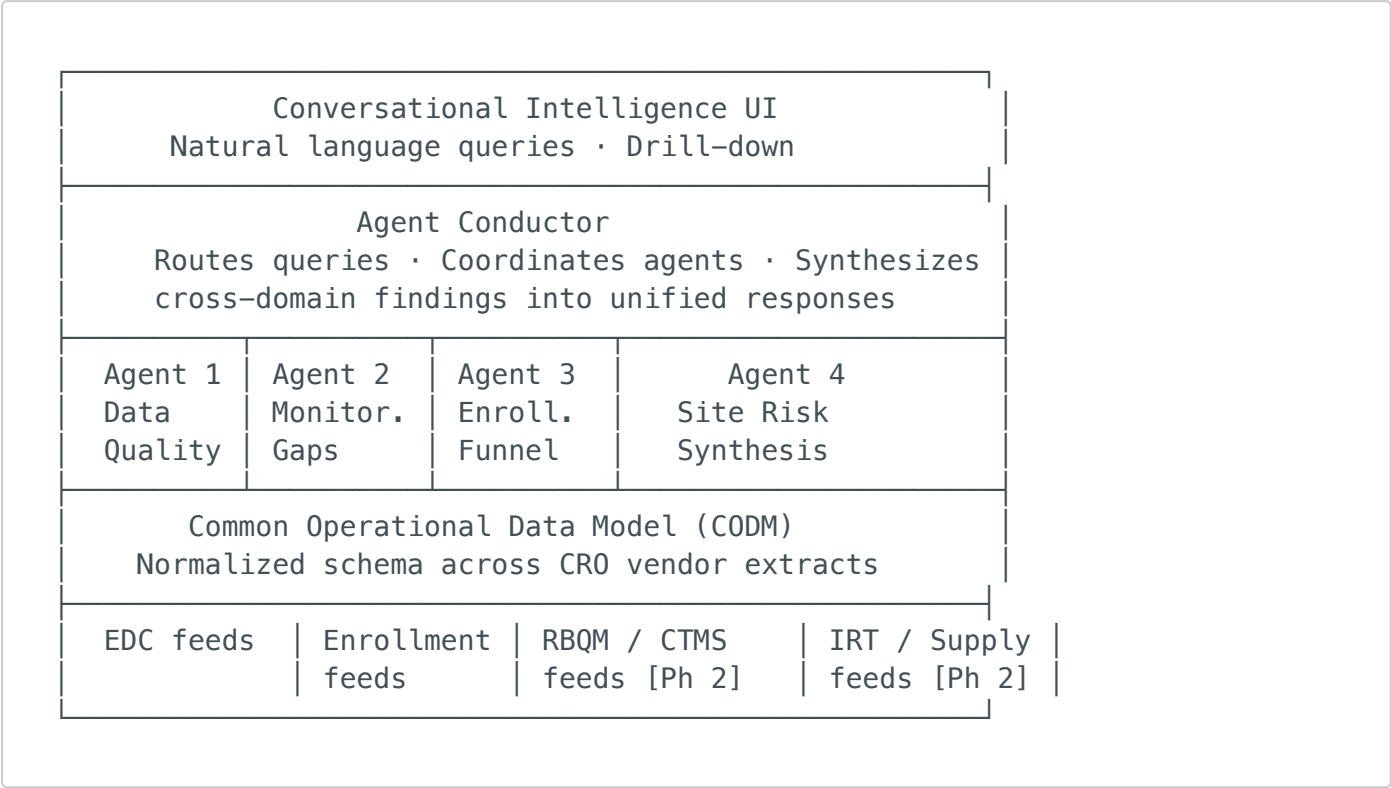 Conversational Intelligence UI
Natural language queries · Drill-down
Agent Conductor
Routes queries · Coordinates agents · Synthesizes
cross-domain findings into unified responses
Agent 1 Agent 2 Agent 3 Agent 4
Data Monitor. Enroll. Site Risk
Quality Gaps Funnel Synthesis
Common Operational Data Model (CODM)
Normalized schema across CRO vendor extracts
EDC feeds Enrollment RBQM / CTMS IRT / Supply
feeds feeds [Ph 2] feeds [Ph 2]